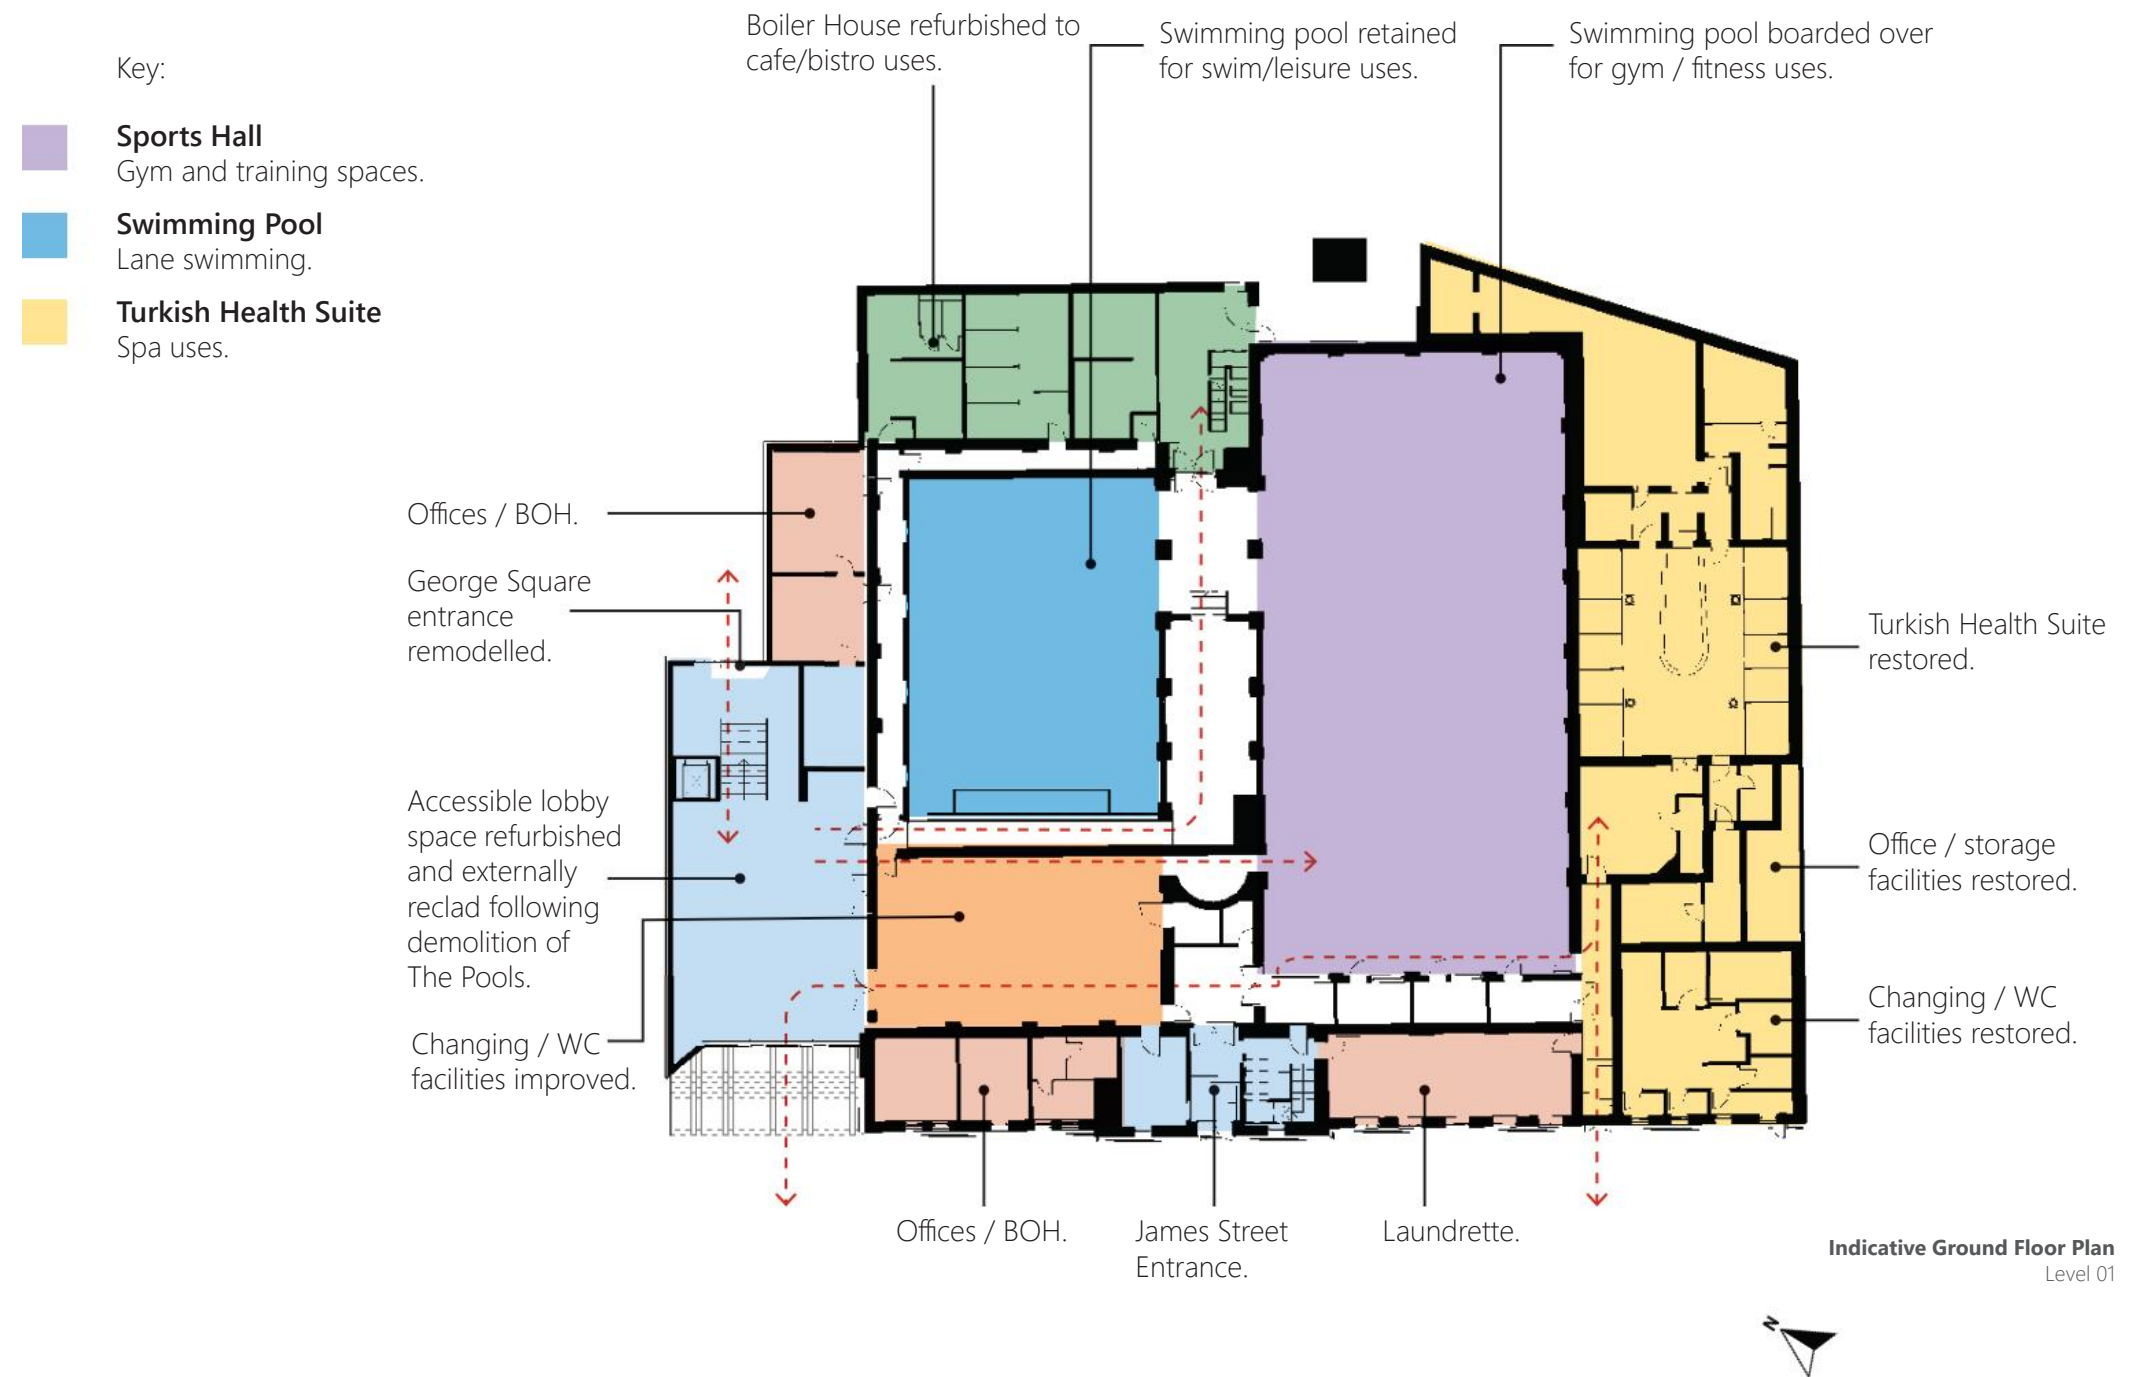 Boiler House refurbished to
cafe/bistro uses.
Swimming pool retained
for swim/leisure uses.
Swimming pool boarded over
for gym / fitness uses.
Key:
Sports Hall
Gym and training spaces.
Swimming Pool
Lane swimming.
Turkish Health Suite
Spa uses.
Offices / BOH.
George Square
entrance
remodelled.
Accessible lobby
space refurbished
and externally
reclad following
demolition of
The Pools.
Changing / WC
facilities improved.
Turkish Health Suite
restored.
Office / storage
facilities restored.
Changing / WC
facilities restored.
Offices / BOH.
James Street
Entrance.
Laundrette.
Indicative Ground Floor Plan
Level 01
N